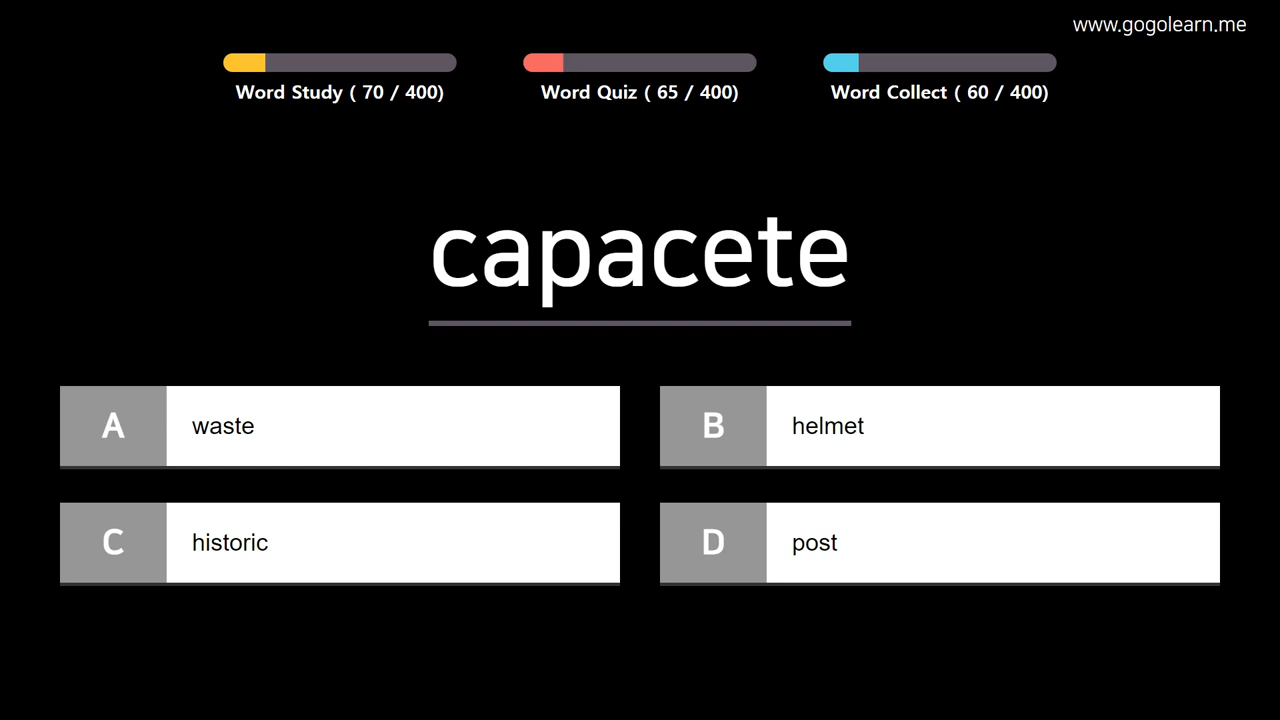 www.gogolearn.me
Word Study ( 70 / 400)
Word Quiz ( 65 / 400)
Word Collect ( 60 / 400)
capacete
A waste
B helmet
C historic
D post